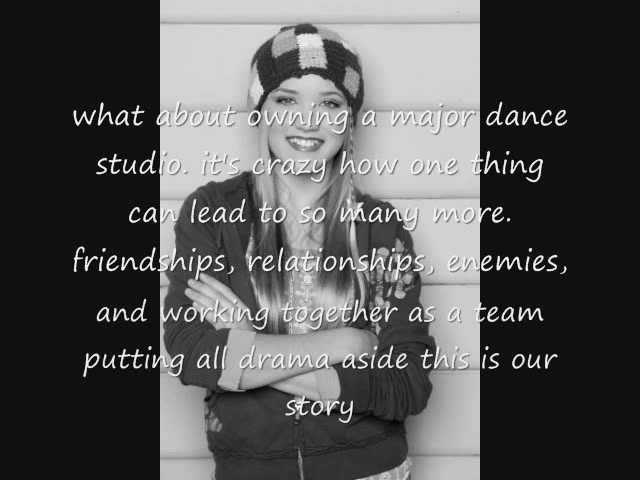 what about owning a major dance
studio. it's crazy how one thing
can lead to so many more.
friendships, relationships, enemies,
and working together as a team
putting all drama aside this is our
story